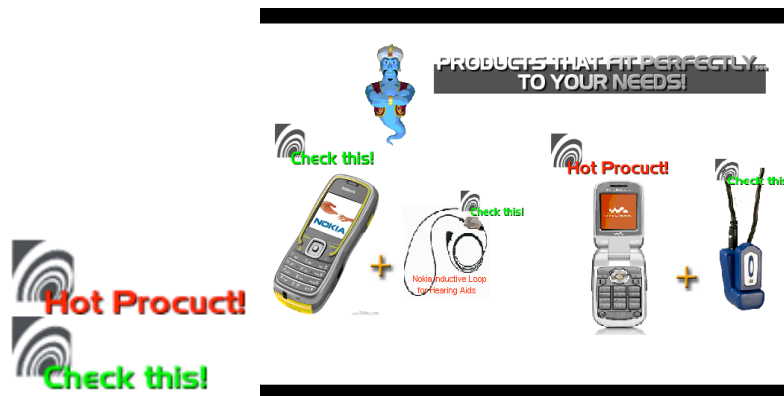 PRODUCTS THAT FIT PERFECTLY...
TO YOUR NEEDS!
Check this!
Hot Procuct!
Check this!
NOKIA
NOKIA
Check this!
Nokia Inductive Loop
for Hearing Aids
Hot Procuct!
Check this!